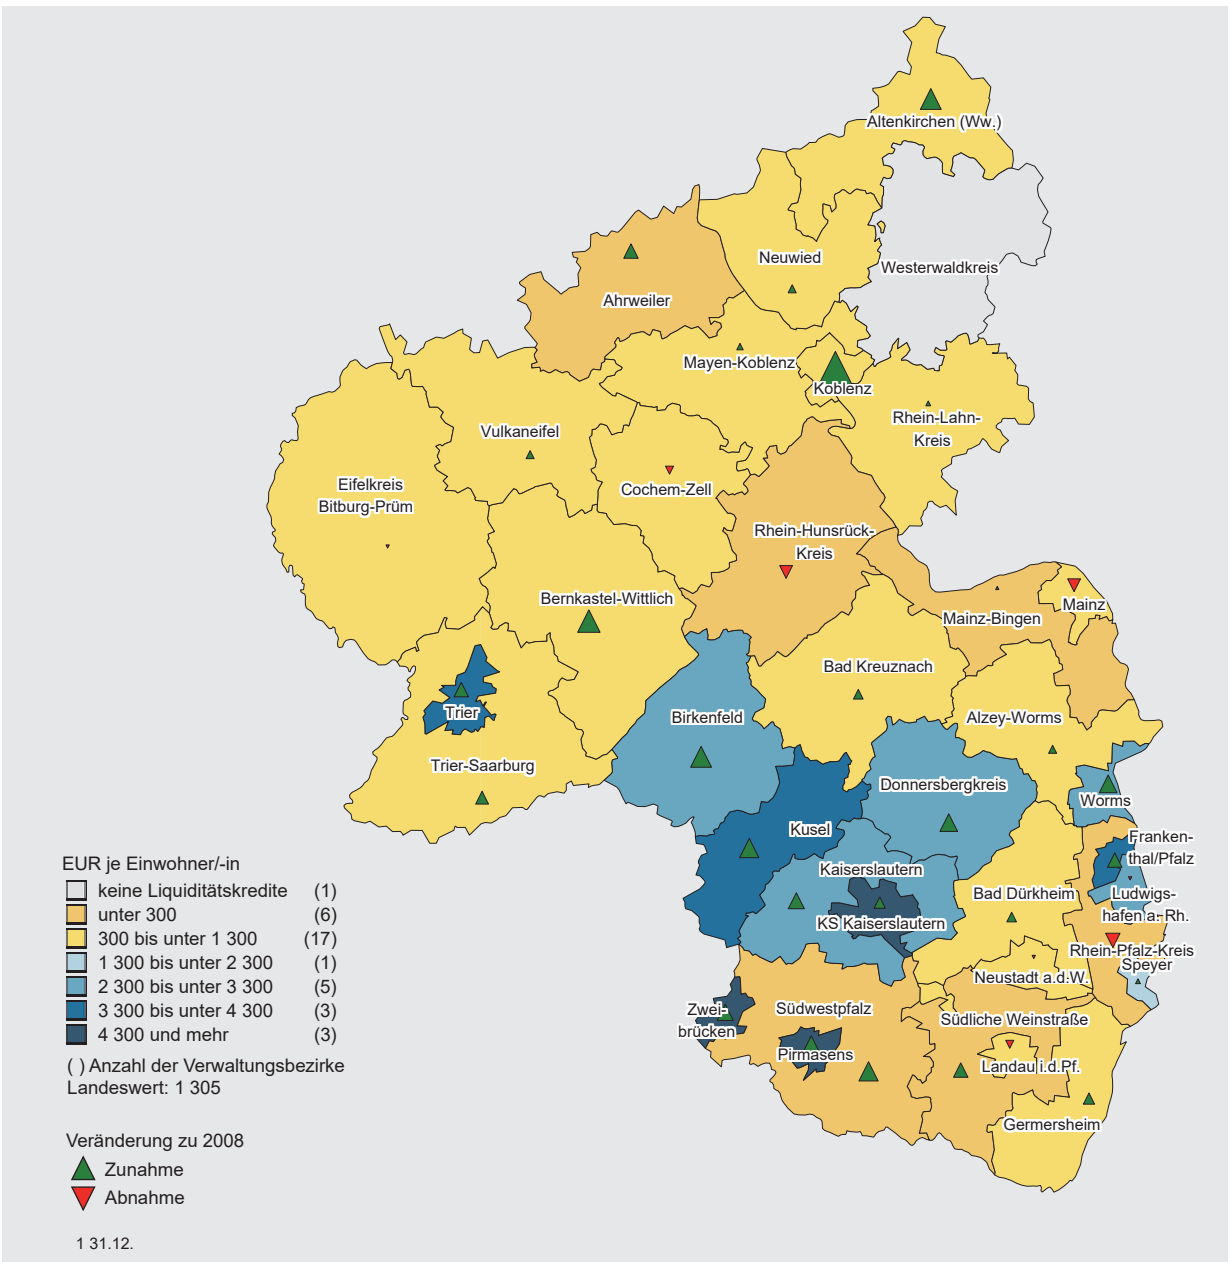 Altenkirchen (Ww.)
Neuwied
Westerwaldkreis
Ahrweiler
Mayen-Koblenz
Koblenz
Rhein-Lahn-
Kreis
Vulkaneifel
Cochem-Zell
Eifelkreis
Bitburg-Prüm
Rhein-Hunsrück-
Kreis
Bernkastel-Wittlich
Mainz
Mainz-Bingen
Bad Kreuznach
Trier
Birkenfeld
Alzey-Worms
Trier-Saarburg
Donnersbergkreis
Worms
Kusel
Franken-
thal/Pfalz
Kaiserslautern
Bad Dürkheim
Ludwigs-
hafen a. Rh.
KS Kaiserslautern
Rhein-Pfalz-Kreis
Speyer
Neustadt a.d.W.
Zwei-
brücken
Südwestpfalz
Südliche Weinstraße
Pirmasens
Landau i.d.Pf.
Germersheim
EUR je Einwohner/-in
keine Liquiditätskredite (1)
unter 300 (6)
300 bis unter 1 300 (17)
1 300 bis unter 2 300 (1)
2 300 bis unter 3 300 (5)
3 300 bis unter 4 300 (3)
4 300 und mehr (3)
( ) Anzahl der Verwaltungsbezirke
Landeswert: 1 305
Veränderung zu 2008
Zunahme
Abnahme
1 31.12.